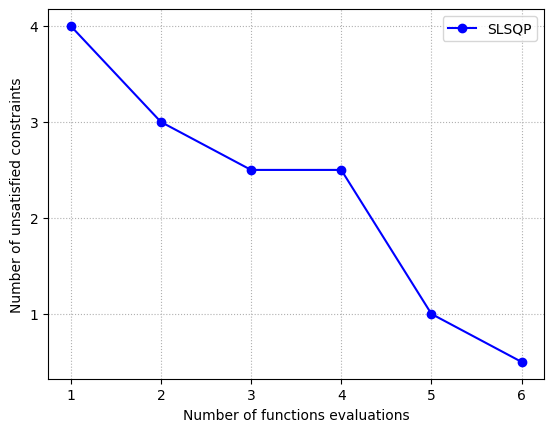 4
3
2
1
Number of unsatisfied constraints
SLSQP
1 2 3 4 5 6
Number of functions evaluations